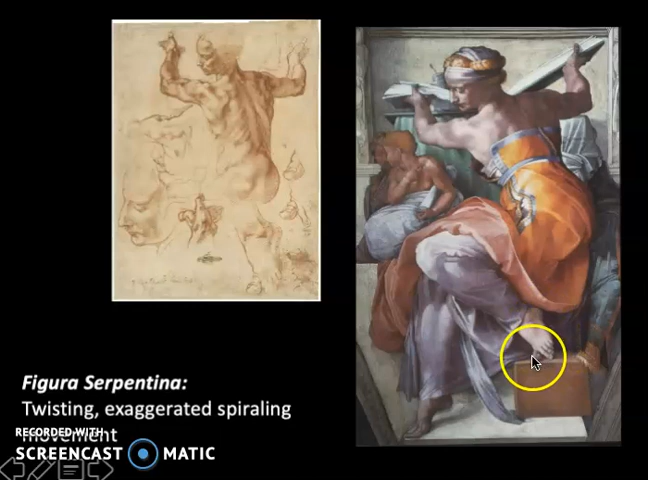 Figura Serpentina:
Twisting, exaggerated spiraling
movement
RECORDED WITH
SCREENCAST MATIC